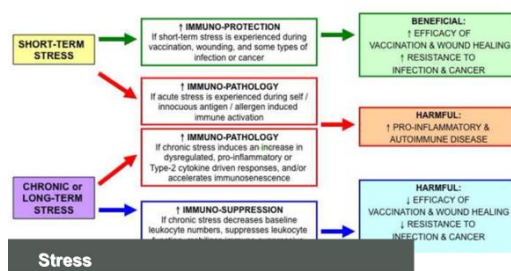 SHORT-TERM
STRESS
↑ IMMUNO-PROTECTION
If short-term stress is experienced during
vaccination, wounding, and some types of
infection or cancer
BENEFICIAL:
↑ EFFICACY OF
VACCINATION & WOUND HEALING
↑ RESISTANCE TO
INFECTION & CANCER
↑ IMMUNO-PATHOLOGY
If acute stress is experienced during self /
innocuous antigen / allergen induced
immune activation
↑ IMMUNO-PATHOLOGY
If chronic stress induces an increase in
dysregulated, pro-inflammatory or
Type-2 cytokine driven responses, and/or
accelerates immunosenescence
HARMFUL:
↑ PRO-INFLAMMATORY &
AUTOIMMUNE DISEASE
CHRONIC or
LONG-TERM
STRESS
↑ IMMUNO-SUPPRESSION
If chronic stress decreases baseline
leukocyte numbers, suppresses leukocyte
HARMFUL:
↓ EFFICACY OF
VACCINATION & WOUND HEALING
↓ RESISTANCE TO
INFECTION & CANCER
Stress